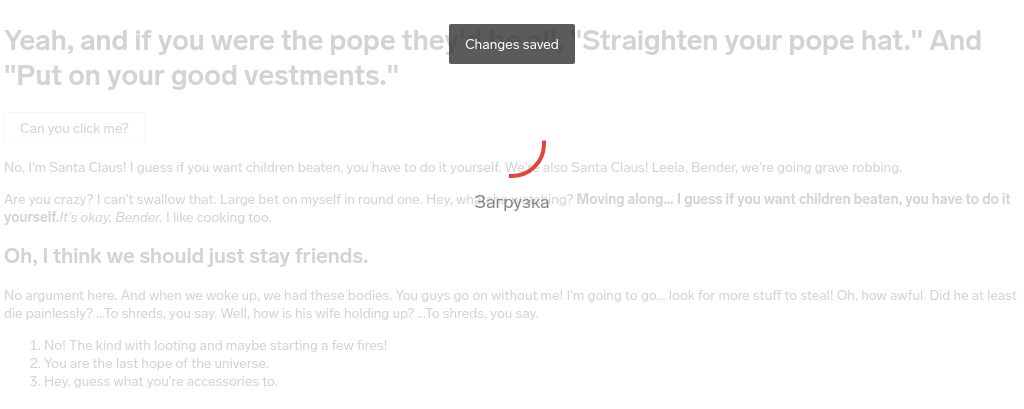 Yeah, and if you were the pope they'd be all, "Straighten your pope hat." And
"Put on your good vestments."
Changes saved
Can you click me?
No, I'm Santa Claus! I guess if you want children beaten, you have to do it yourself. We're also Santa Claus! Leela, Bender, we're going grave robbing.
Are you crazy? I can't swallow that. Large bet on myself in round one. Hey, watching? Moving along… I guess if you want children beaten, you have to do it
yourself.It's okay, Bender. I like cooking too.
Загрузка
Oh, I think we should just stay friends.
No argument here. And when we woke up, we had these bodies. You guys go on without me! I'm going to go… look for more stuff to steal! Oh, how awful. Did he at least
die painlessly? …To shreds, you say. Well, how is his wife holding up? …To shreds, you say.
1. No! The kind with looting and maybe starting a few fires!
2. You are the last hope of the universe.
3. Hey, guess what you're accessories to.